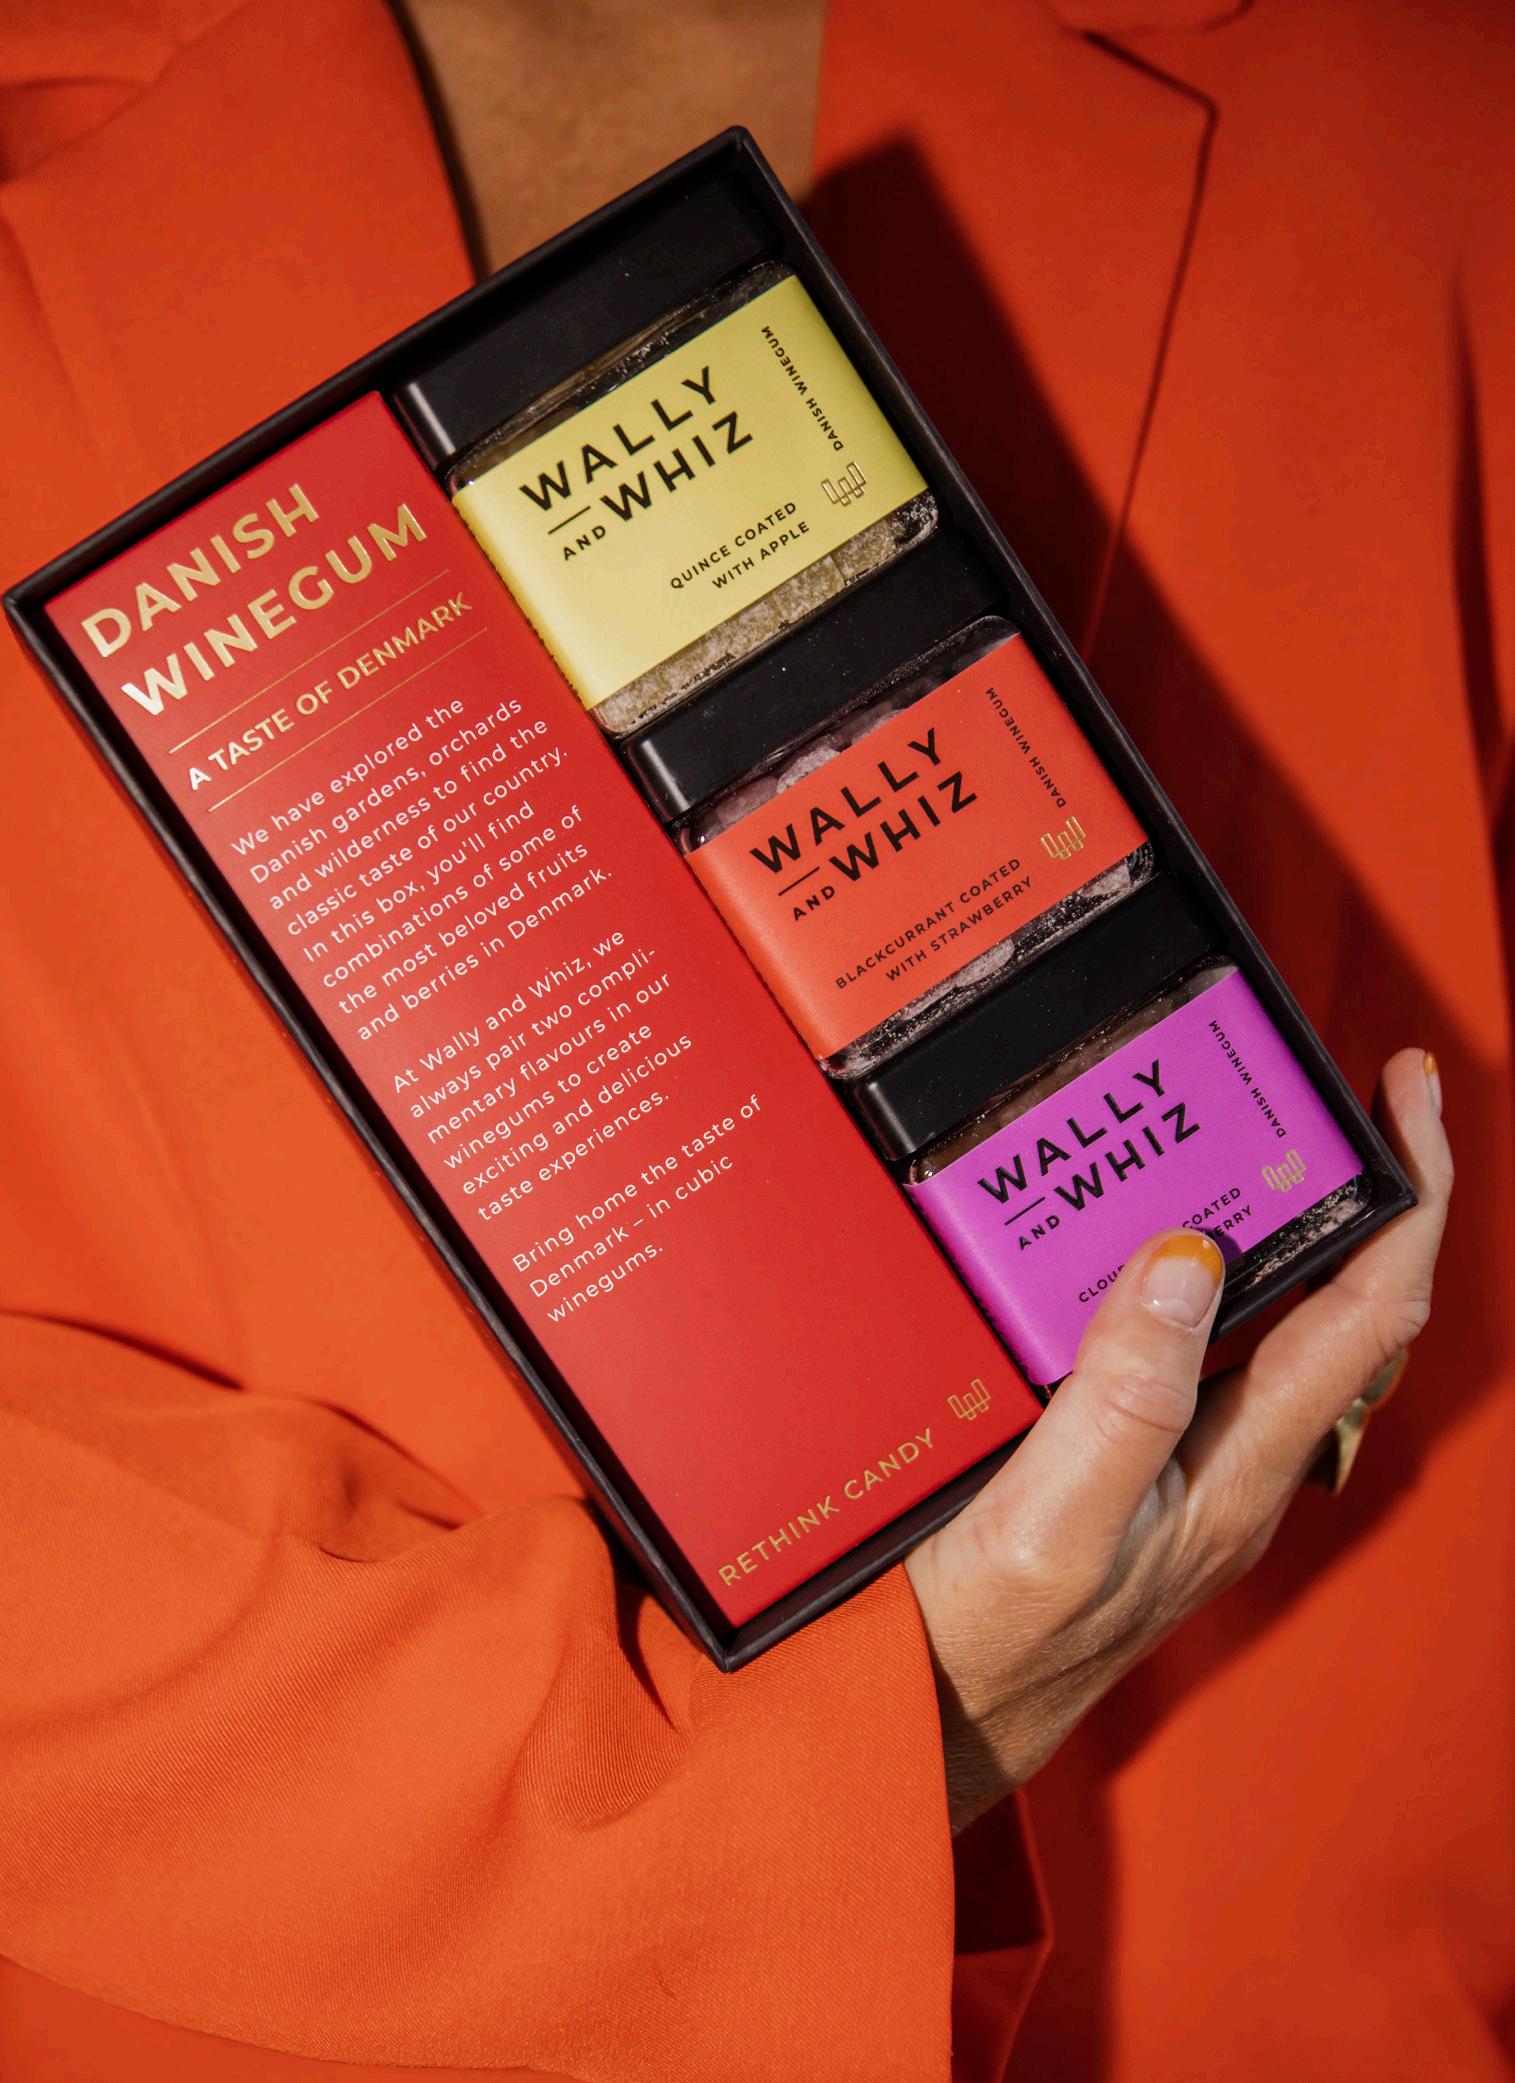 DANISH
WINEGUM
A TASTE OF DENMARK
We have explored the
Danish gardens, orchards
and wilderness to find the
classic taste of our country.
In this box, you'll find
combinations of some of
the most beloved fruits
and berries in Denmark.
At Wally and Whiz, we
always pair two compli-
mentary flavours in our
winegums to create
exciting and delicious
taste experiences.
Bring home the taste of
Denmark – in cubic
winegums.
RETHINK CANDY
WALLY
AND WHIZ
QUINCE COATED
WITH APPLE
DANISH WINEGUM
WALLY
AND WHIZ
BLACKCURRANT COATED
WITH STRAWBERRY
DANISH WINEGUM
WALLY
AND WHIZ
COATED
DANISH WINEGUM